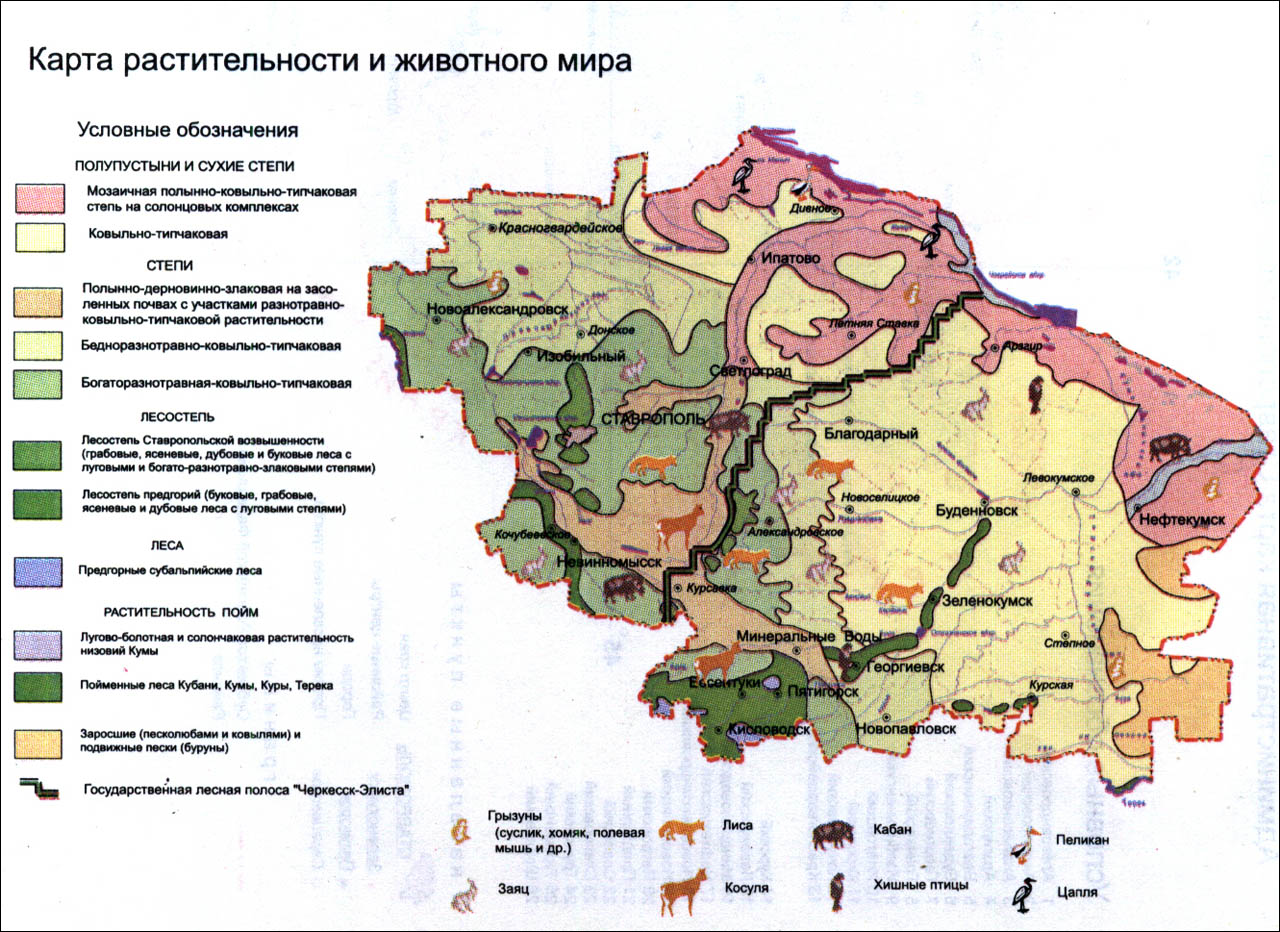 Карта растительности и животного мира
Условные обозначения
ПОЛУПУСТЫНИ И СУХИЕ СТЕПИ
Мозаичная полынно-ковыльно-типчаковая
степь на солонцовых комплексах
Ковыльно-типчаковая
СТЕПИ
Полынно-дерновинно-злаковая на засо-
ленных почвах с участками разнотравно-
ковыльно-типчаковой растительности
Бедноразнотравно-ковыльно-типчаковая
Богаторазнотравная-ковыльно-типчаковая
ЛЕСОСТЕПЬ
Лесостепь Ставропольской возвышенности
(грабовые, ясеневые, дубовые и буковые леса с
луговыми и богато-разнотравно-злаковыми степями)
Лесостепь предгорий (буковые, грабовые,
ясеневые и дубовые леса с луговыми степями)
ЛЕСА
Предгорные субальпийские леса
РАСТИТЕЛЬНОСТЬ ПОЙМ
Лугово-болотная и солончаковая растительность
низовий Кумы
Пойменные леса Кубани, Кумы, Куры, Терека
Заросшие (песколюбами и ковылями) и
подвижные пески (буруны)
Государственная лесная полоса "Черкесск-Элиста"
Дивное
Красногвардейское
Ипатово
Новоалександровск
Донское
Летняя Ставка
Изобильный
Арзгир
Светлоград
СТАВРОПОЛЬ
Благодарный
Левокумское
Новоселицкое
Буденновск
Нефтекумск
Александровское
Кочубеевское
Невинномысск
Курсавка
Зеленокумск
Минеральные Воды
Степное
Георгиевск
Ессентуки
Пятигорск
Курская
Кисловодск
Новопавловск
Грызуны
(суслик, хомяк, полевая
мышь и др.)
Лиса
Кабан
Пеликан
Заяц
Косуля
Хишные птицы
Цапля